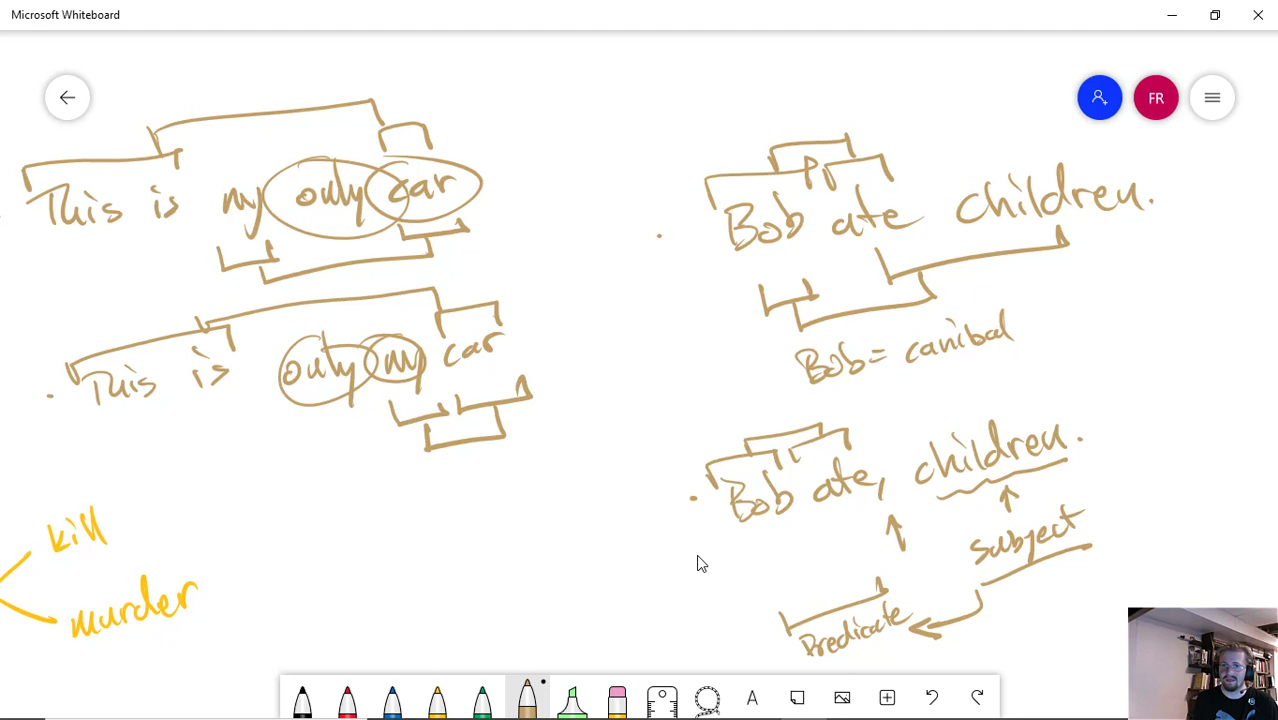 Microsoft Whiteboard
FR
This is my only car
This is only my car
kill
murder
Bob ate children.
Bob = canibal
Bob ate, children.
subject
Predicate
A